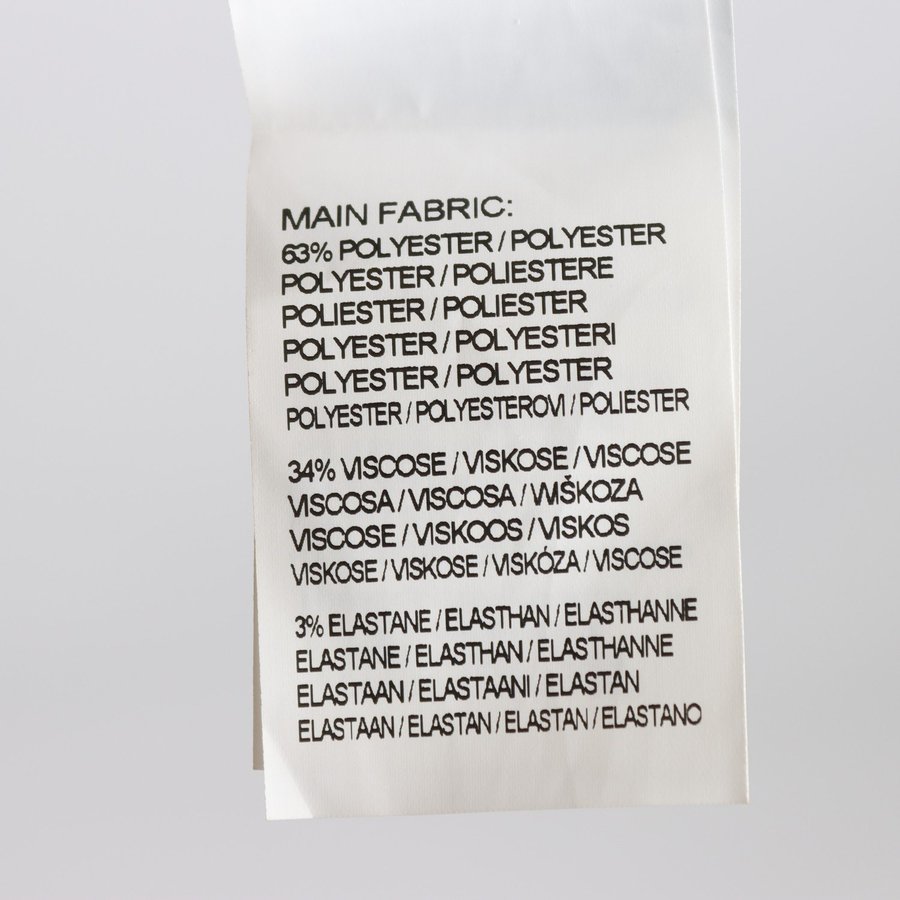 MAIN FABRIC:
63% POLYESTER / POLYESTER
POLYESTER / POLIESTERE
POLIESTER / POLIESTER
POLYESTER / POLYESTERI
POLYESTER / POLYESTER
POLYESTER / POLYESTEROVI / POLIESTER
34% VISCOSE / VISKOSE / VISCOSE
VISCOSA / VISCOSA / WIŠKOZA
VISCOSE / VISKOOS / VISKOS
VISKOSE / VISKOSE / VISKÓZA / VISCOSE
3% ELASTANE / ELASTHAN / ELASTHANNE
ELASTANE / ELASTHAN / ELASTHANNE
ELASTAAN / ELASTAANI / ELASTAN
ELASTAAN / ELASTAN / ELASTAN / ELASTANO